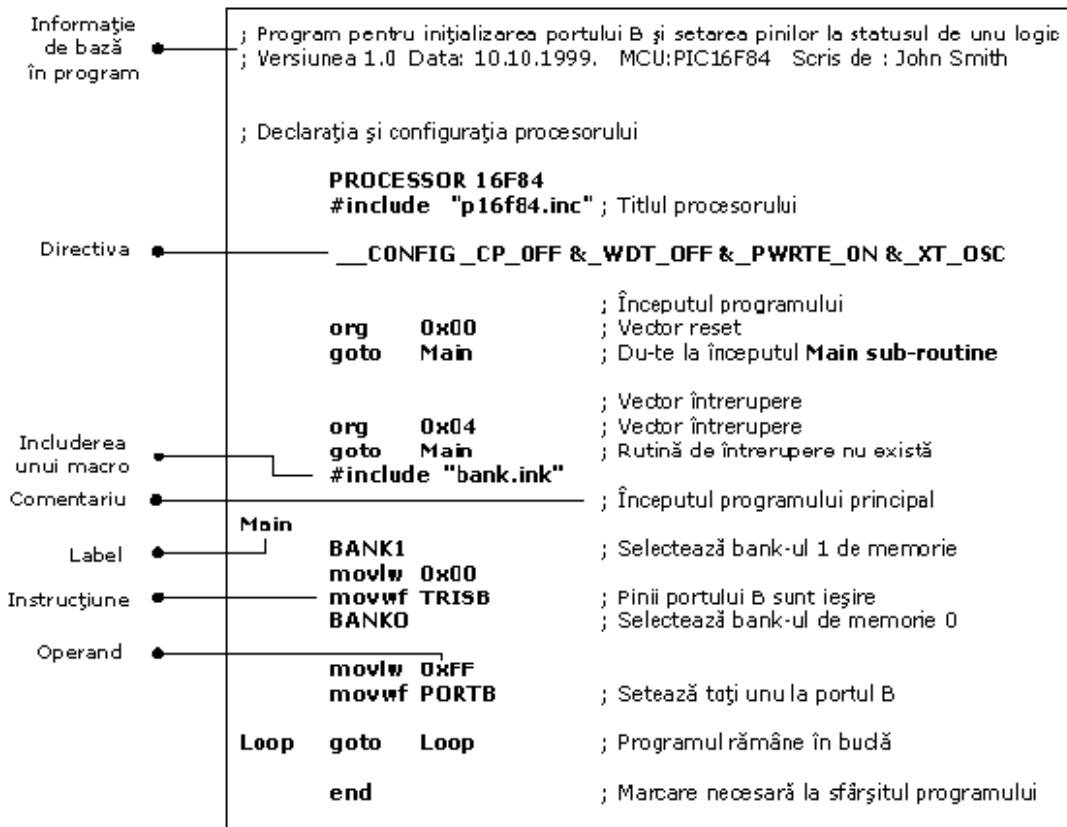 Informaţie
de bază
în program
; Program pentru iniţializarea portului B şi setarea pinilor la statusul de unu logic
; Versiunea 1.0 Data: 10.10.1999. MCU:PIC16F84 Scris de : John Smith
; Declaraţia şi configuraţia procesorului
PROCESSOR 16F84
#include "p16f84.inc" ; Titlul procesorului
Directiva
__CONFIG _CP_OFF &_WDT_OFF &_PWRTE_ON &_XT_OSC
; Începutul programului
org 0x00 ; Vector reset
goto Main ; Du-te la începutul Main sub-routine
; Vector întrerupere
org 0x04 ; Vector întrerupere
goto Main ; Rutină de întrerupere nu există
Includerea
unui macro
#include "bank.ink"
Comentariu
; Începutul programului principal
Main
Label
BANK1 ; Selectează bank-ul 1 de memorie
movlw 0x00
Instrucţiune
movwf TRISB ; Pinii portului B sunt ieşire
BANK0 ; Selectează bank-ul de memorie 0
Operand
movlw 0xFF
movwf PORTB ; Setează toţi unu la portul B
Loop goto Loop ; Programul rămâne în buclă
end ; Marcare necesară la sfârşitul programului